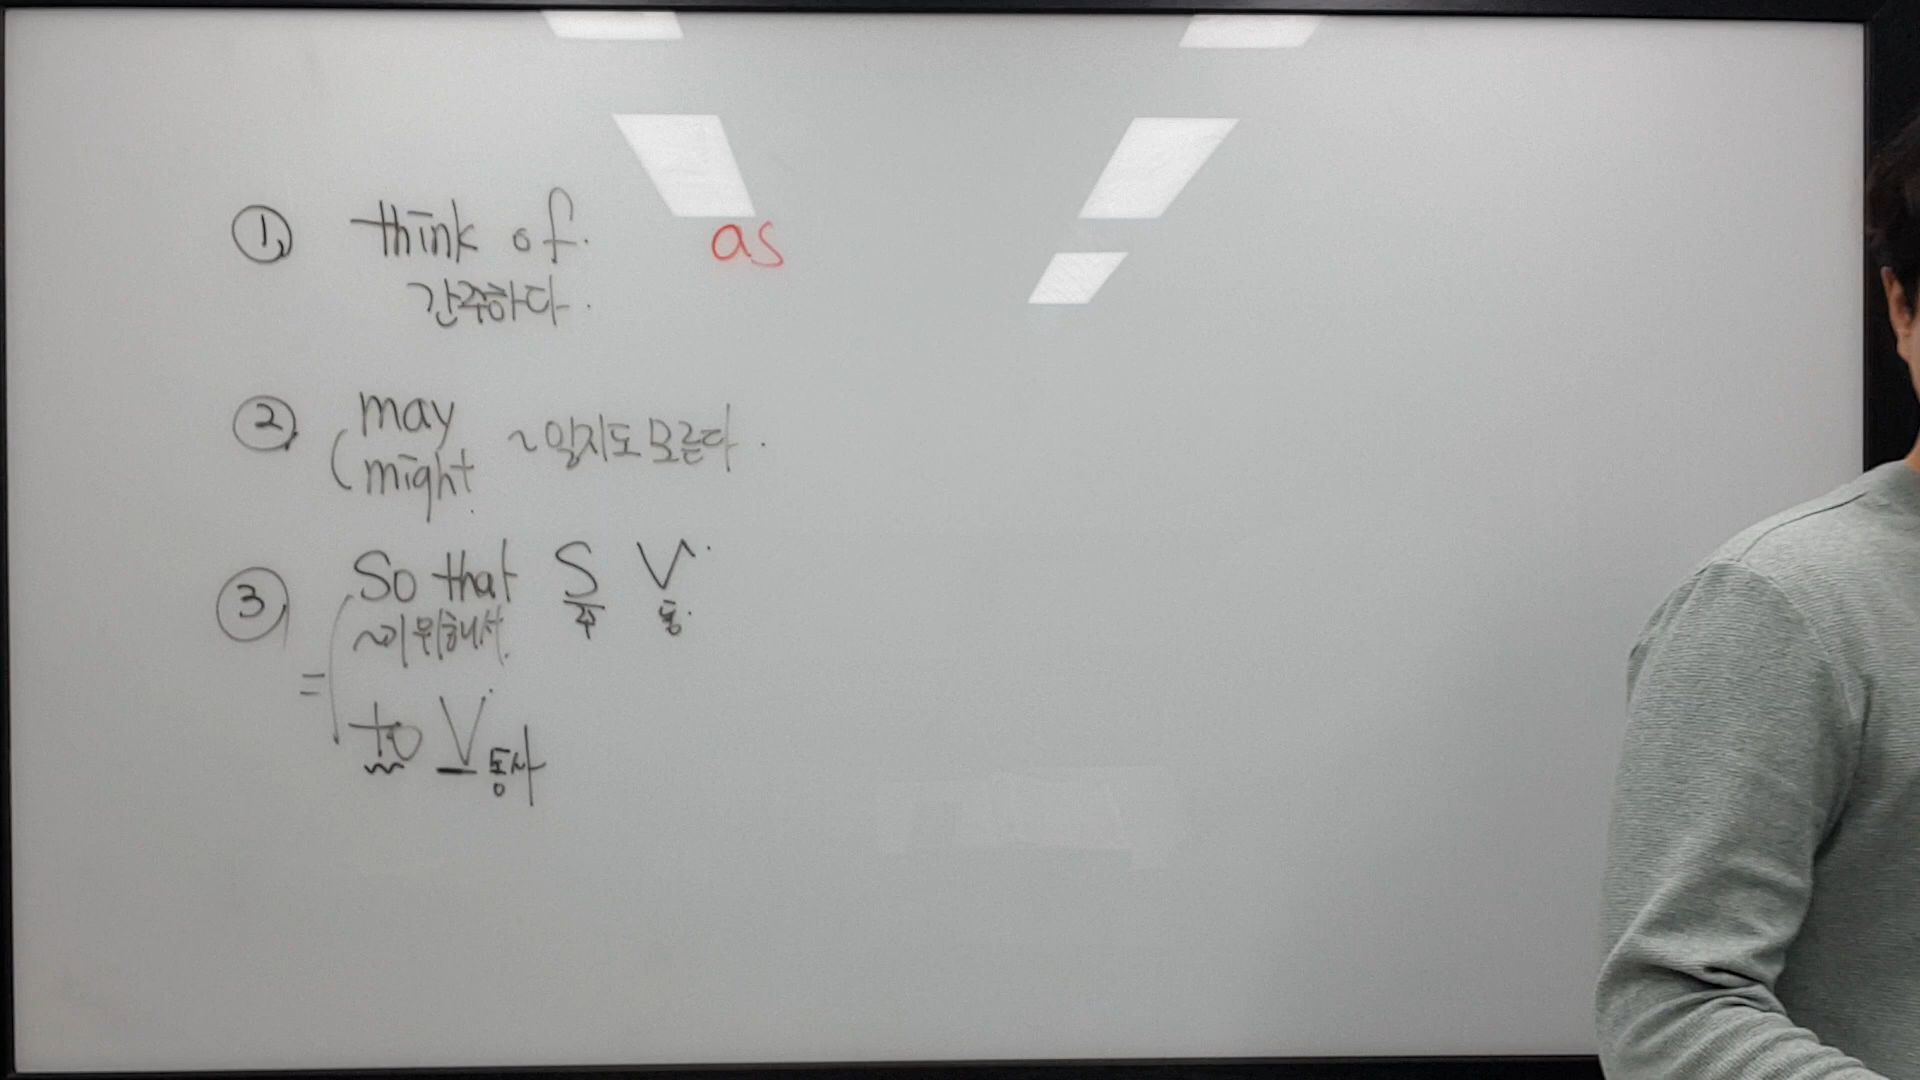 ① think of. as
간주하다.
② may
might. ~일지도 모른다.
③ So that S V.
~기 위해서. 주 동.
=
to V 동사